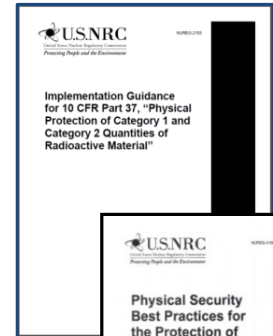 U.S.NRC
NUREG-2155
United States Nuclear Regulatory Commission
Protecting People and the Environment
Implementation Guidance
for 10 CFR Part 37, “Physical
Protection of Category 1 and
Category 2 Quantities of
Radioactive Material”
U.S.NRC
United States Nuclear Regulatory Commission
Protecting People and the Environment
Physical Security
Best Practices for
the Protection of